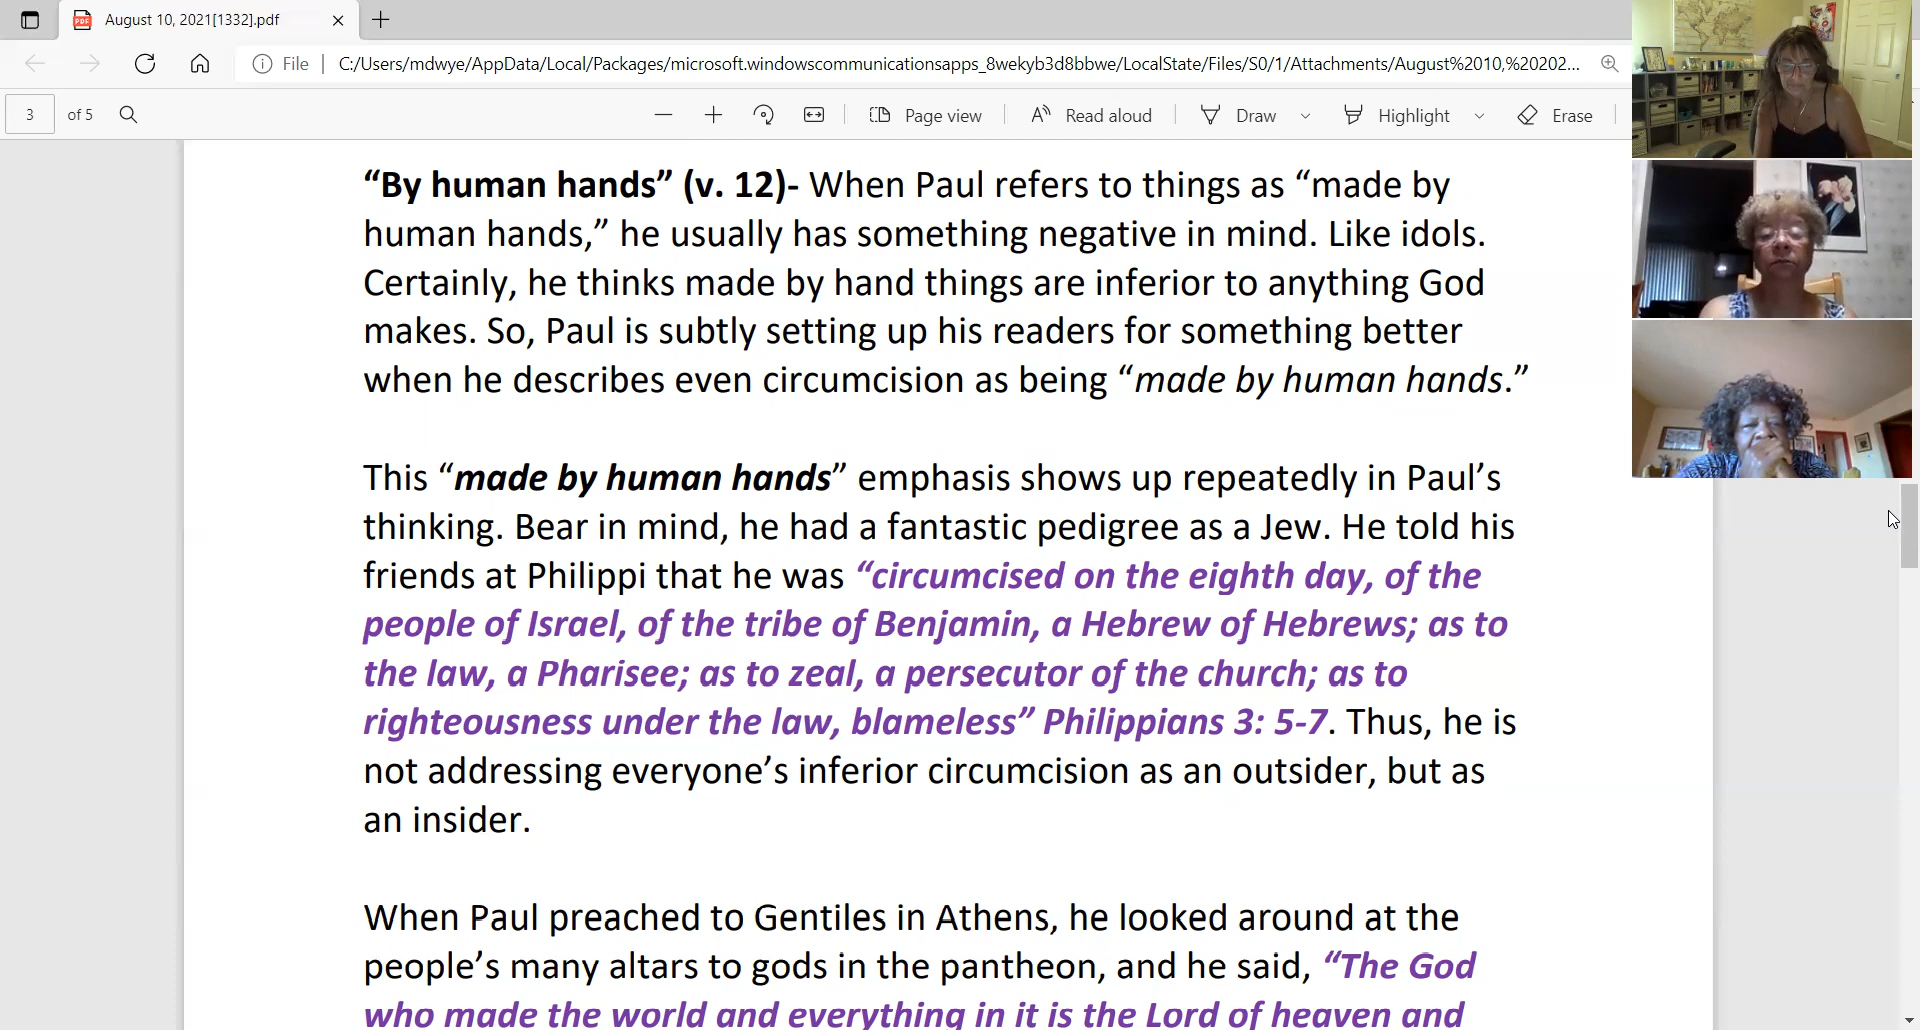 August 10, 2021[1332].pdf
File | C:/Users/mdwye/AppData/Local/Packages/microsoft.windowscommunicationsapps_8wekyb3d8bbwe/LocalState/Files/S0/1/Attachments/August%2010,%20202...
3 of 5 Page view Read aloud Draw Highlight Erase
“By human hands” (v. 12)- When Paul refers to things as “made by
human hands,” he usually has something negative in mind. Like idols.
Certainly, he thinks made by hand things are inferior to anything God
makes. So, Paul is subtly setting up his readers for something better
when he describes even circumcision as being “made by human hands.”
This “made by human hands” emphasis shows up repeatedly in Paul’s
thinking. Bear in mind, he had a fantastic pedigree as a Jew. He told his
friends at Philippi that he was “circumcised on the eighth day, of the
people of Israel, of the tribe of Benjamin, a Hebrew of Hebrews; as to
the law, a Pharisee; as to zeal, a persecutor of the church; as to
righteousness under the law, blameless” Philippians 3: 5-7. Thus, he is
not addressing everyone’s inferior circumcision as an outsider, but as
an insider.
When Paul preached to Gentiles in Athens, he looked around at the
people’s many altars to gods in the pantheon, and he said, “The God
who made the world and everything in it is the Lord of heaven and